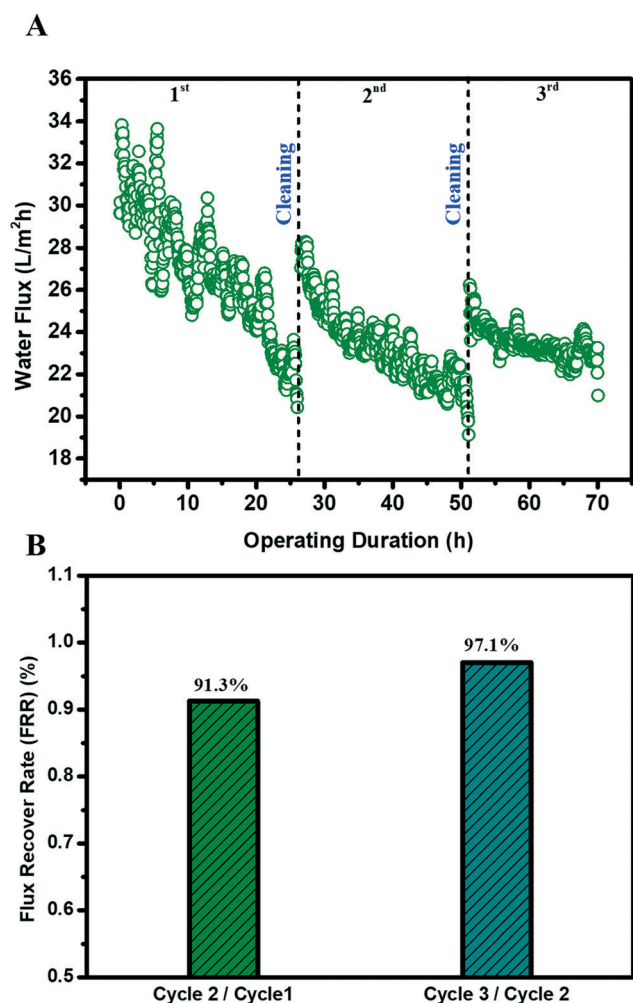 A
1st
2nd
3rd
Cleaning
Cleaning
36
34
32
30
28
26
24
22
20
18
Water Flux (L/m²h)
0
10
20
30
40
50
60
70
Operating Duration (h)
B
1.1
1.0
0.9
0.8
0.7
0.6
0.5
Flux Recover Rate (FRR) (%)
91.3%
97.1%
Cycle 2 / Cycle1
Cycle 3 / Cycle 2